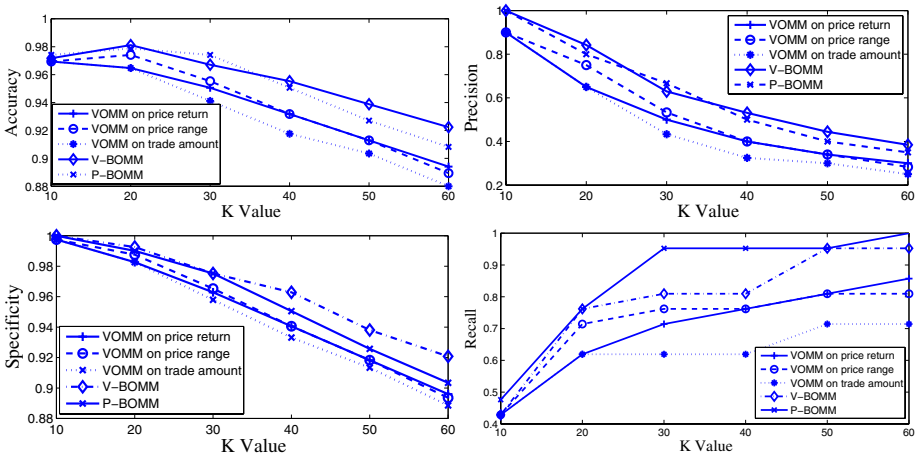 1
0.98
0.96
0.94
0.92
0.9
0.88
10 20 30 40 50 60
Accuracy
K Value
VOMM on price return
VOMM on price range
VOMM on trade amount
V−BOMM
P−BOMM
1
0.8
0.6
0.4
0.2
10 20 30 40 50 60
Precision
K Value
VOMM on price return
VOMM on price range
VOMM on trade amount
V−BOMM
P−BOMM
1
0.98
0.96
0.94
0.92
0.9
0.88
10 20 30 40 50 60
Specificity
K Value
VOMM on price return
VOMM on price range
VOMM on trade amount
V−BOMM
P−BOMM
1
0.9
0.8
0.7
0.6
0.5
0.4
10 20 30 40 50 60
Recall
K Value
VOMM on price return
VOMM on price range
VOMM on trade amount
V−BOMM
P−BOMM